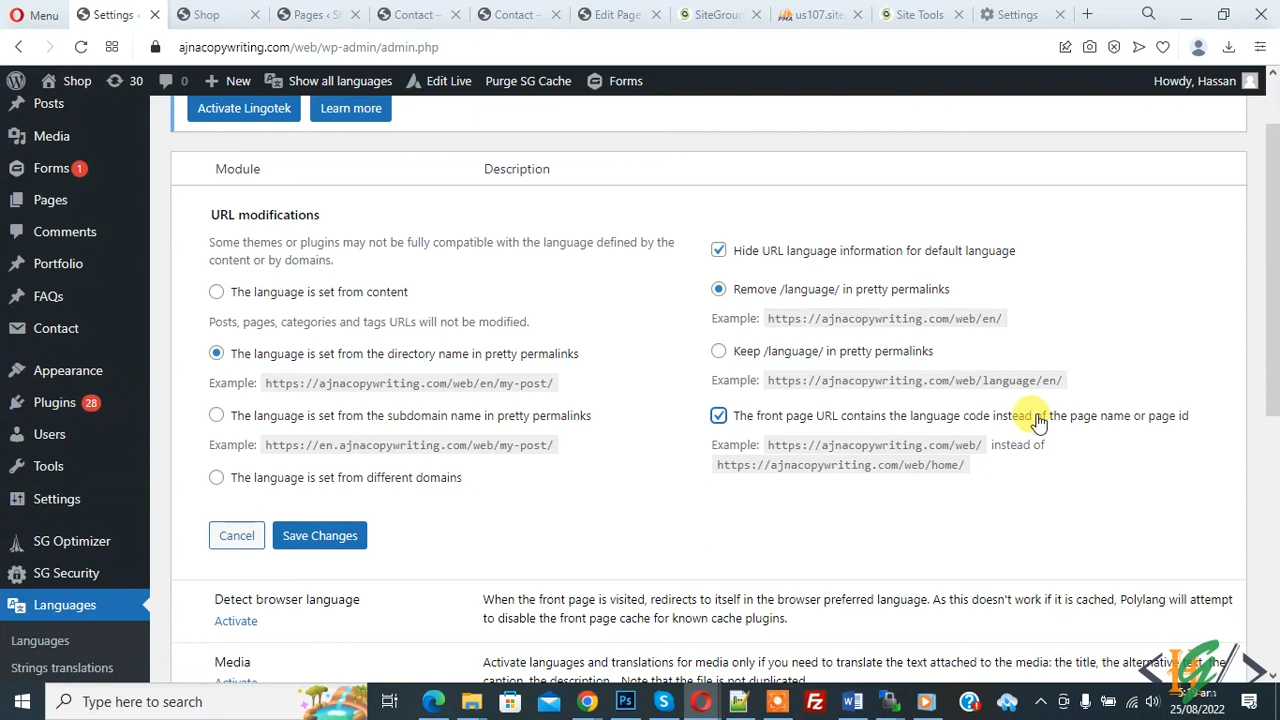 Menu
Settings
Shop
Pages ‹ S
Contact –
Contact –
Edit Page
SiteGroun
us107.site
Site Tools
Settings
ajnacopywriting.com/web/wp-admin/admin.php
Shop
30
0
New
Show all languages
Edit Live
Purge SG Cache
Forms
Howdy, Hassan
Posts
Media
Forms 1
Pages
Comments
Portfolio
FAQs
Contact
Appearance
Plugins 28
Users
Tools
Settings
SG Optimizer
SG Security
Languages
Languages
Strings translations
Activate Lingotek
Learn more
Module
Description
URL modifications
Some themes or plugins may not be fully compatible with the language defined by the
content or by domains.
The language is set from content
Posts, pages, categories and tags URLs will not be modified.
The language is set from the directory name in pretty permalinks
Example: https://ajnacopywriting.com/web/en/my-post/
The language is set from the subdomain name in pretty permalinks
Example: https://en.ajnacopywriting.com/web/my-post/
The language is set from different domains
Hide URL language information for default language
Remove /language/ in pretty permalinks
Example: https://ajnacopywriting.com/web/en/
Keep /language/ in pretty permalinks
Example: https://ajnacopywriting.com/web/language/en/
The front page URL contains the language code instead of the page name or page id
Example: https://ajnacopywriting.com/web/ instead of
https://ajnacopywriting.com/web/home/
Cancel
Save Changes
Detect browser language
Activate
When the front page is visited, redirects to itself in the browser preferred language. As this doesn't work if it is cached, Polylang will attempt
to disable the front page cache for known cache plugins.
Media
Activate
Activate languages and translations for media only if you need to translate the text attached to the media: the title, the alternative text, the
caption, the description... Note that the file is not duplicated.
Type here to search
25/08/2022